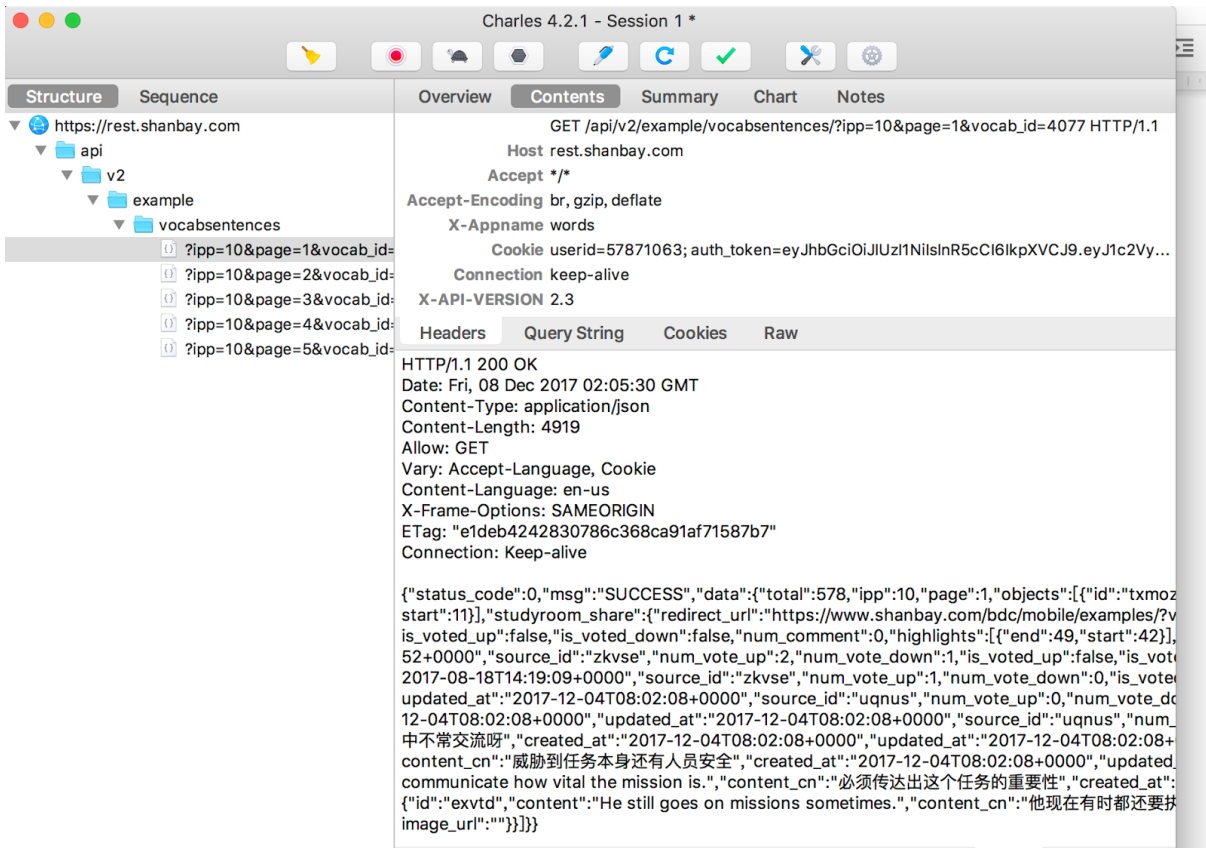 Charles 4.2.1 - Session 1 *
Structure Sequence
Overview Contents Summary Chart Notes
https://rest.shanbay.com
api
v2
example
vocabsentences
?ipp=10&page=1&vocab_id=
?ipp=10&page=2&vocab_id=
?ipp=10&page=3&vocab_id=
?ipp=10&page=4&vocab_id=
?ipp=10&page=5&vocab_id=
GET /api/v2/example/vocabsentences/?ipp=10&page=1&vocab_id=4077 HTTP/1.1
Host rest.shanbay.com
Accept */*
Accept-Encoding br, gzip, deflate
X-Appname words
Cookie userid=57871063; auth_token=eyJhbGciOiJIUzI1NiIsInR5cCI6IkpXVCJ9.eyJ1c2Vy...
Connection keep-alive
X-API-VERSION 2.3
Headers Query String Cookies Raw
HTTP/1.1 200 OK
Date: Fri, 08 Dec 2017 02:05:30 GMT
Content-Type: application/json
Content-Length: 4919
Allow: GET
Vary: Accept-Language, Cookie
Content-Language: en-us
X-Frame-Options: SAMEORIGIN
ETag: "e1deb4242830786c368ca91af71587b7"
Connection: Keep-alive
{"status_code":0,"msg":"SUCCESS","data":{"total":578,"ipp":10,"page":1,"objects":[{"id":"txmoz
start":11}],"studyroom_share":{"redirect_url":"https://www.shanbay.com/bdc/mobile/examples/?v
is_voted_up":false,"is_voted_down":false,"num_comment":0,"highlights":[{"end":49,"start":42}],
52+0000","source_id":"zkvse","num_vote_up":2,"num_vote_down":1,"is_voted_up":false,"is_vot
2017-08-18T14:19:09+0000","source_id":"zkvse","num_vote_up":1,"num_vote_down":0,"is_vote
updated_at":"2017-12-04T08:02:08+0000","source_id":"uqnus","num_vote_up":0,"num_vote_do
12-04T08:02:08+0000","updated_at":"2017-12-04T08:02:08+0000","source_id":"uqnus","num_
中不常交流呀","created_at":"2017-12-04T08:02:08+0000","updated_at":"2017-12-04T08:02:08+
content_cn":"威胁到任务本身还有人员安全","created_at":"2017-12-04T08:02:08+0000","updated_
communicate how vital the mission is.","content_cn":"必须传达出这个任务的重要性","created_at":
{"id":"exvtd","content":"He still goes on missions sometimes.","content_cn":"他现在有时都还要执
image_url":""}}]}}